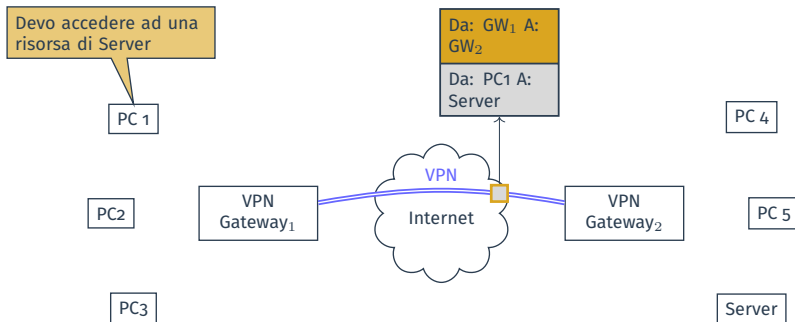 Devo accedere ad una
risorsa di Server
Da: GW₁ A:
GW₂
Da: PC1 A:
Server
PC 1
PC 4
VPN
VPN
Gateway₁
Internet
VPN
Gateway₂
PC2
PC 5
PC3
Server